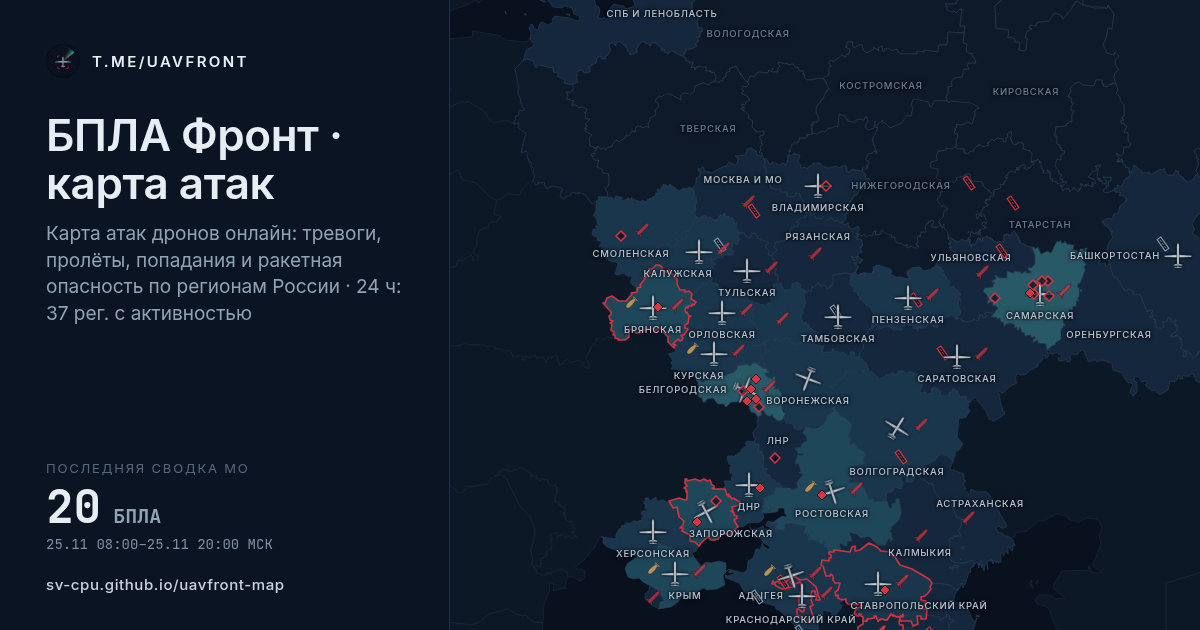 T.ME/UAVFRONT
БПЛА Фронт ·
карта атак
Карта атак дронов онлайн: тревоги,
пролёты, попадания и ракетная
опасность по регионам России · 24 ч:
37 рег. с активностью
ПОСЛЕДНЯЯ СВОДКА МО
20 БПЛА
25.11 08:00–25.11 20:00 МСК
sv-cpu.github.io/uavfront-map
СПБ И ЛЕНОБЛАСТЬ
ВОЛОГОДСКАЯ
КОСТРОМСКАЯ
КИРОВСКАЯ
ТВЕРСКАЯ
МОСКВА И МО
НИЖЕГОРОДСКАЯ
ВЛАДИМИРСКАЯ
ТАТАРСТАН
РЯЗАНСКАЯ
СМОЛЕНСКАЯ
УЛЬЯНОВСКАЯ
БАШКОРТОСТАН
КАЛУЖСКАЯ
ТУЛЬСКАЯ
САМАРСКАЯ
ПЕНЗЕНСКАЯ
БРЯНСКАЯ
ОРЛОВСКАЯ
ОРЕНБУРГСКАЯ
ТАМБОВСКАЯ
КУРСКАЯ
САРАТОВСКАЯ
БЕЛГОРОДСКАЯ
ВОРОНЕЖСКАЯ
ЛНР
ВОЛГОГРАДСКАЯ
АСТРАХАНСКАЯ
ДНР
РОСТОВСКАЯ
ЗАПОРОЖСКАЯ
ХЕРСОНСКАЯ
КАЛМЫКИЯ
КРЫМ
АДЫГЕЯ
СТАВРОПОЛЬСКИЙ КРАЙ
КРАСНОДАРСКИЙ КРАЙ